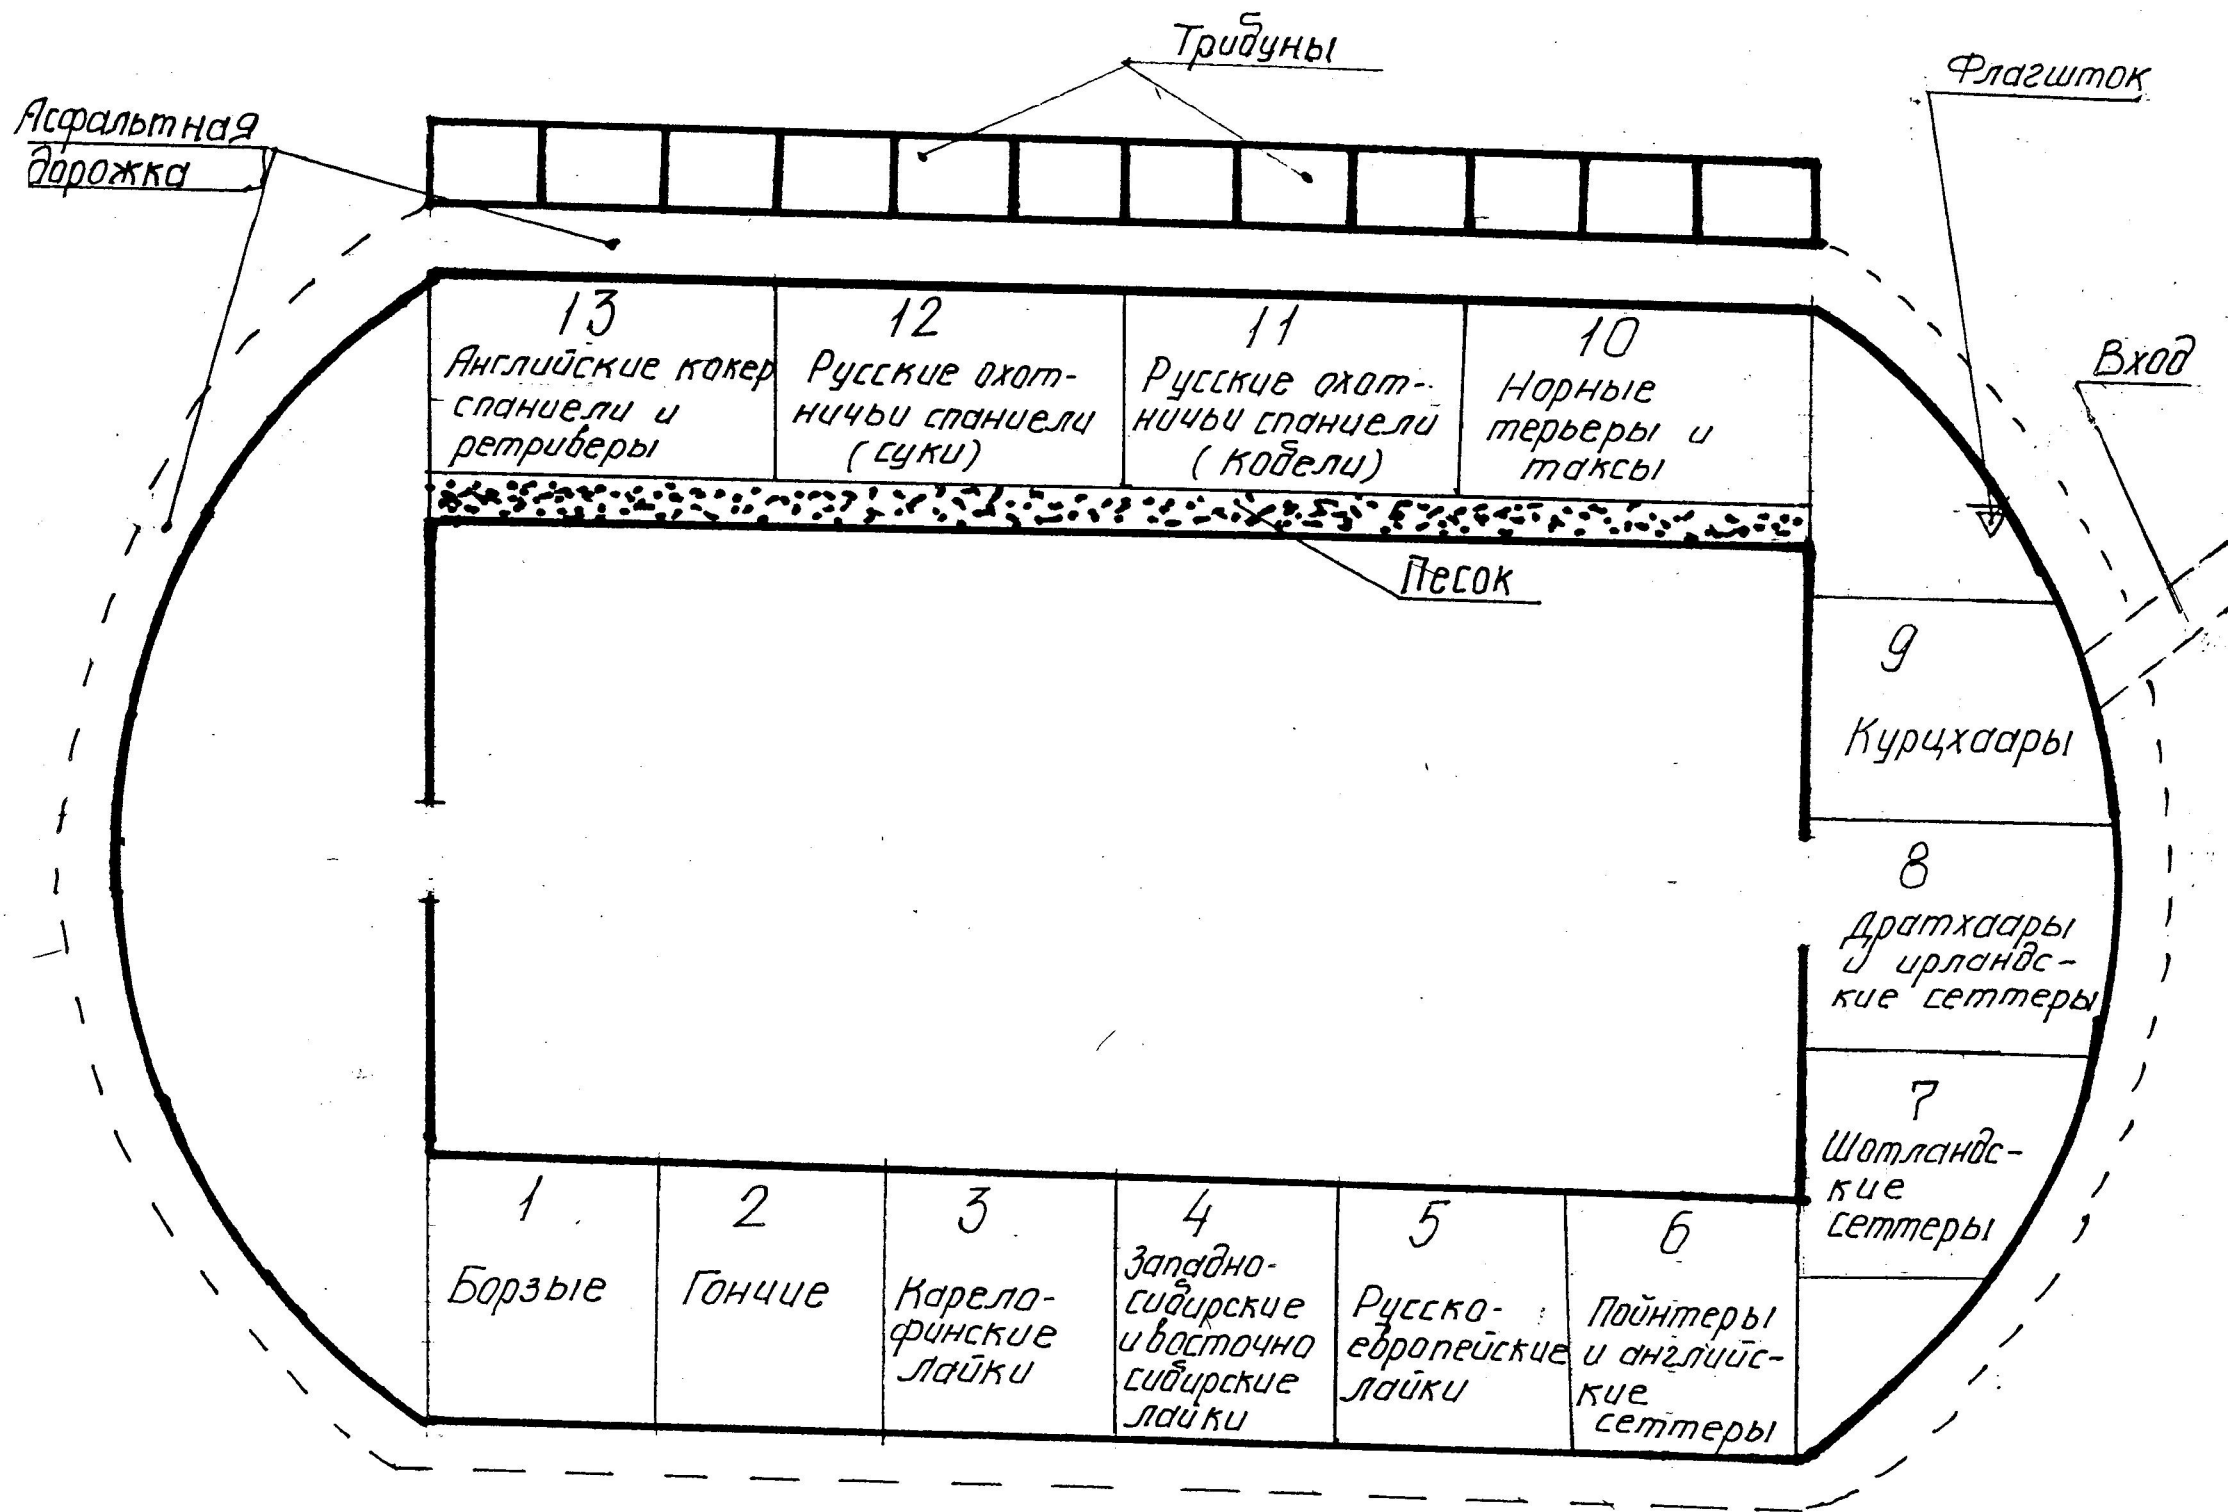 Трибуны
Флагшток
Асфальтная
дорожка
Вход
13
Английские кокер
спаниели и
ретриверы
12
Русские охот-
ничьи спаниели
(суки)
11
Русские охот-
ничьи спаниели
(кобели)
10
Норные
терьеры и
таксы
Песок
9
Курцхаары
8
Дратхаары
и ирландс-
кие сеттеры
7
Шотландс-
кие
сеттеры
1
Борзые
2
Гончие
3
Карело-
финские
лайки
4
Западно-
сибирские
и восточно
сибирские
лайки
5
Русско-
европейские
лайки
6
Пойнтеры
и английс-
кие
сеттеры